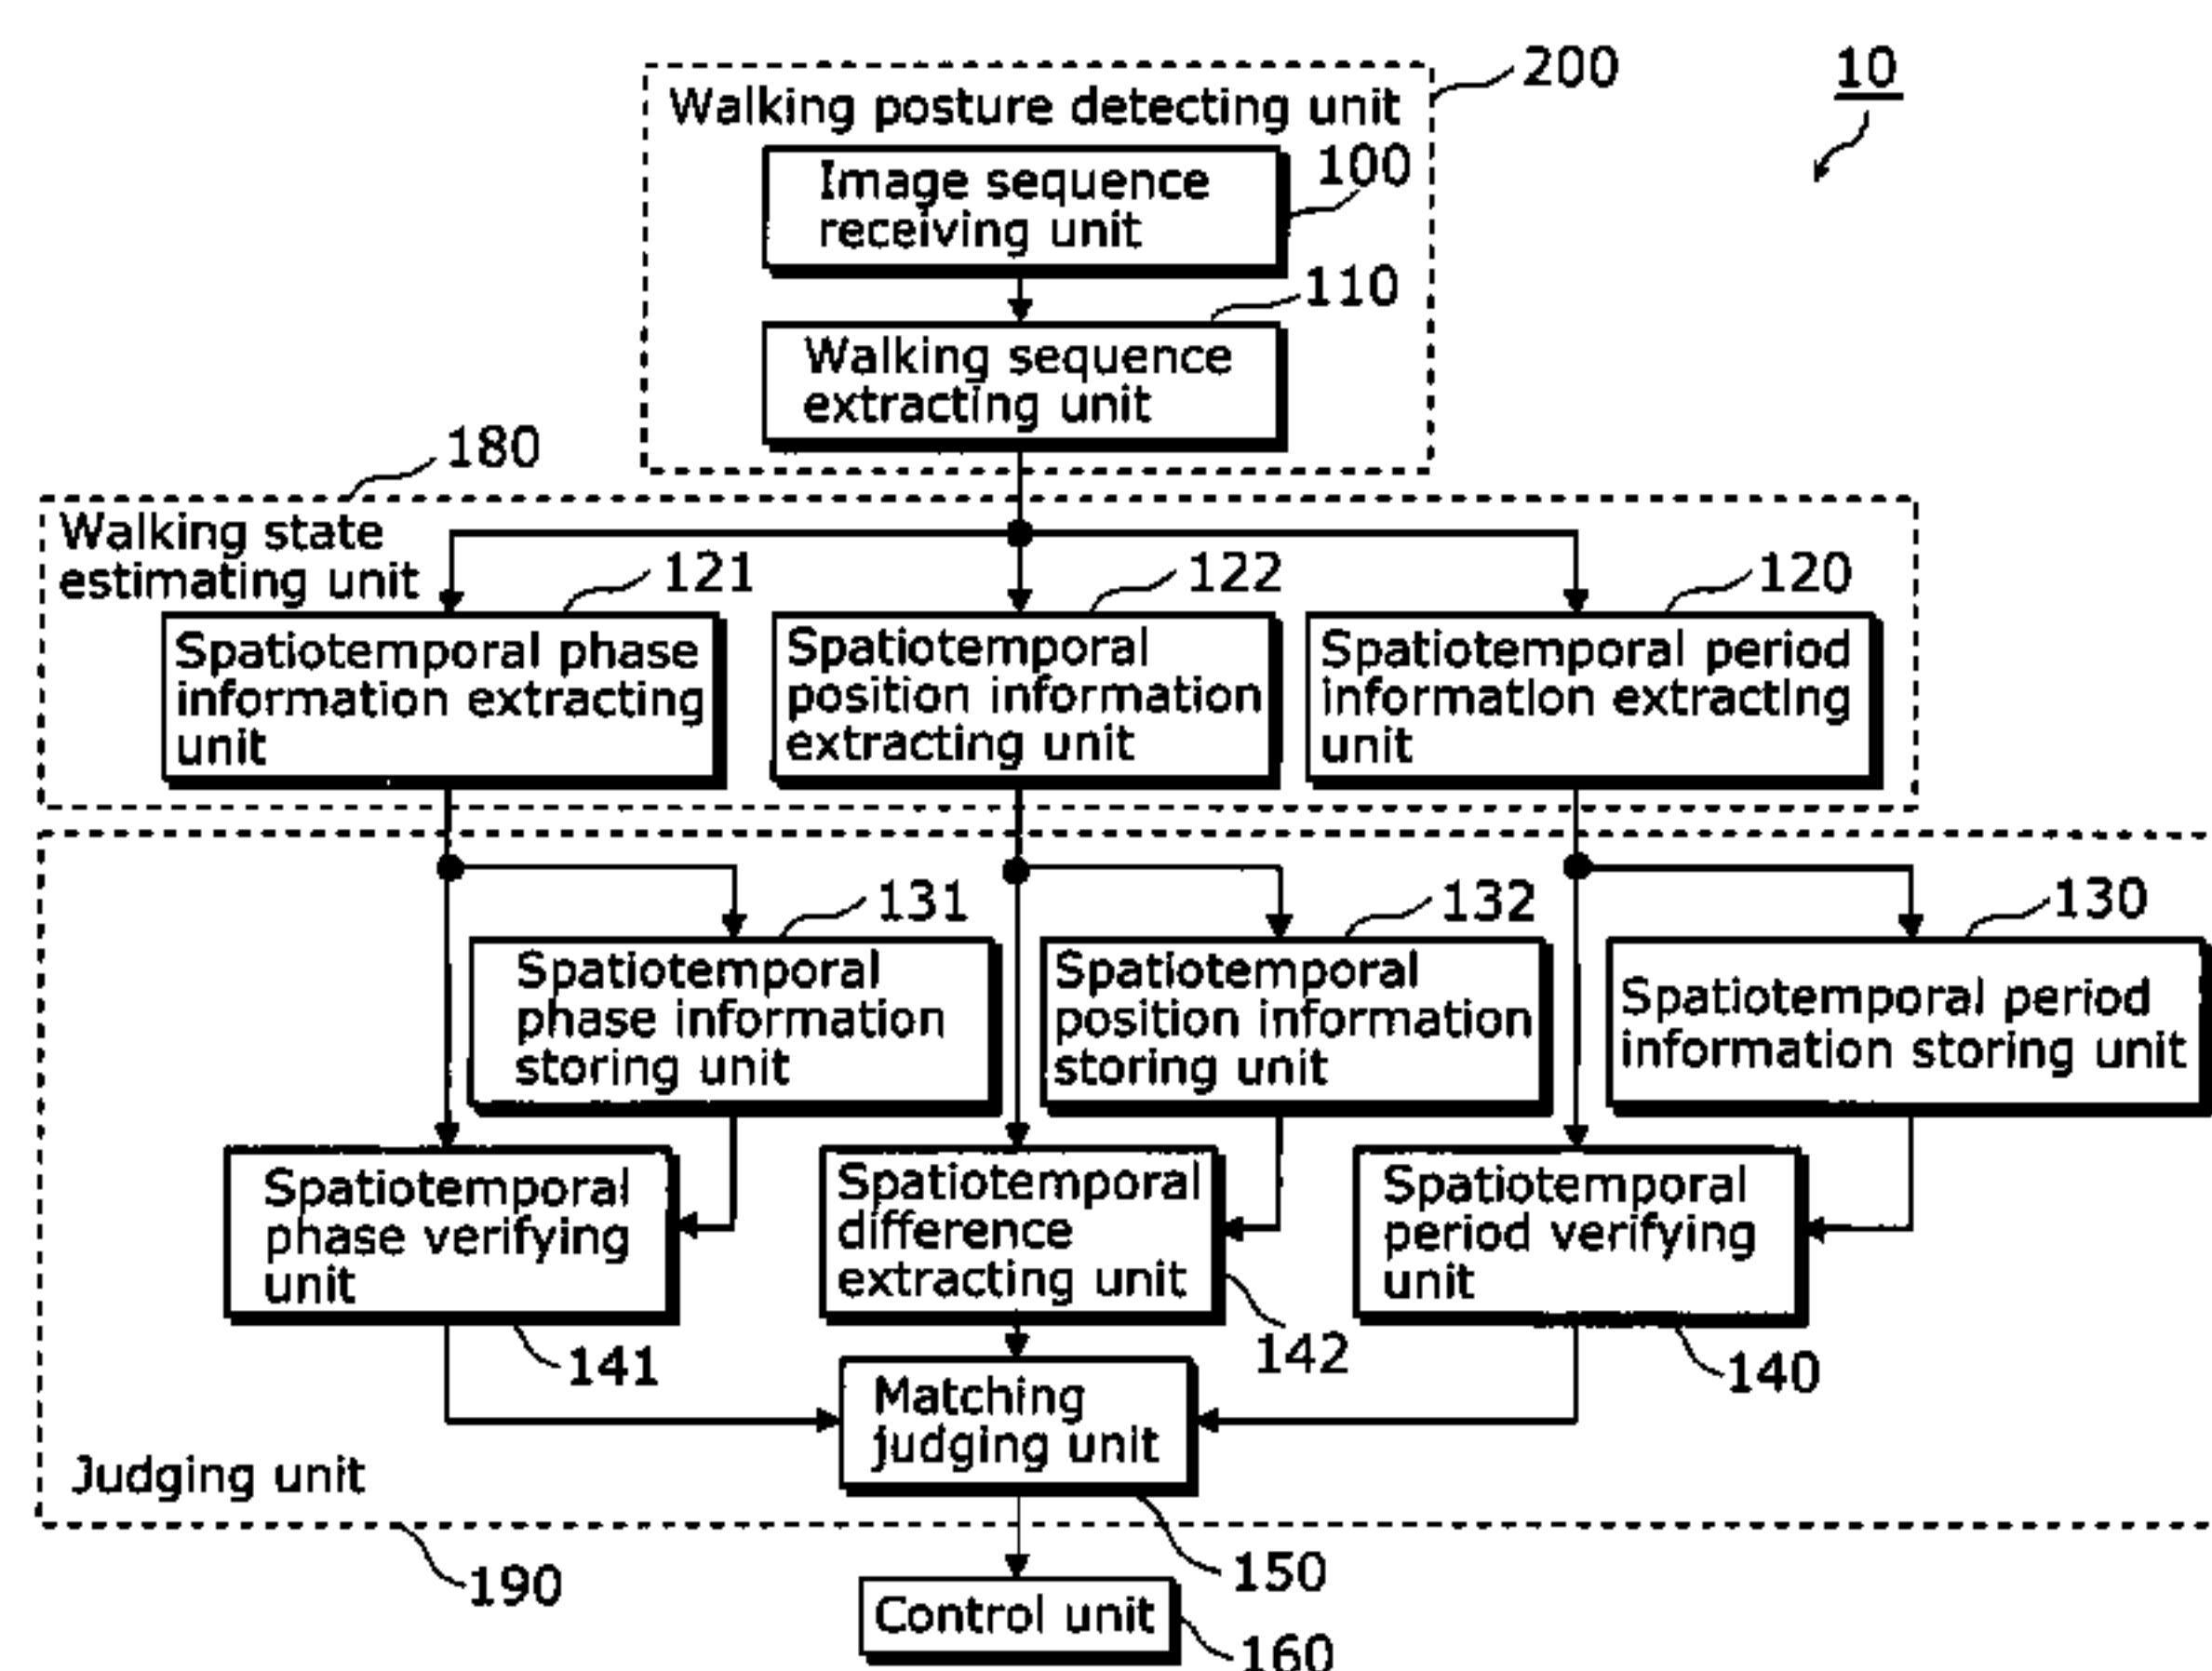 200
10
Walking posture detecting unit
Image sequence
receiving unit
100
110
Walking sequence
extracting unit
180
Walking state
estimating unit
121
122
120
Spatiotemporal phase
information extracting
unit
Spatiotemporal
position information
extracting unit
Spatiotemporal period
information extracting
unit
131
132
130
Spatiotemporal
phase information
storing unit
Spatiotemporal
position information
storing unit
Spatiotemporal period
information storing unit
Spatiotemporal
phase verifying
unit
Spatiotemporal
difference
extracting unit
Spatiotemporal
period verifying
unit
141
142
140
Matching
judging unit
Judging unit
190
150
Control unit
160